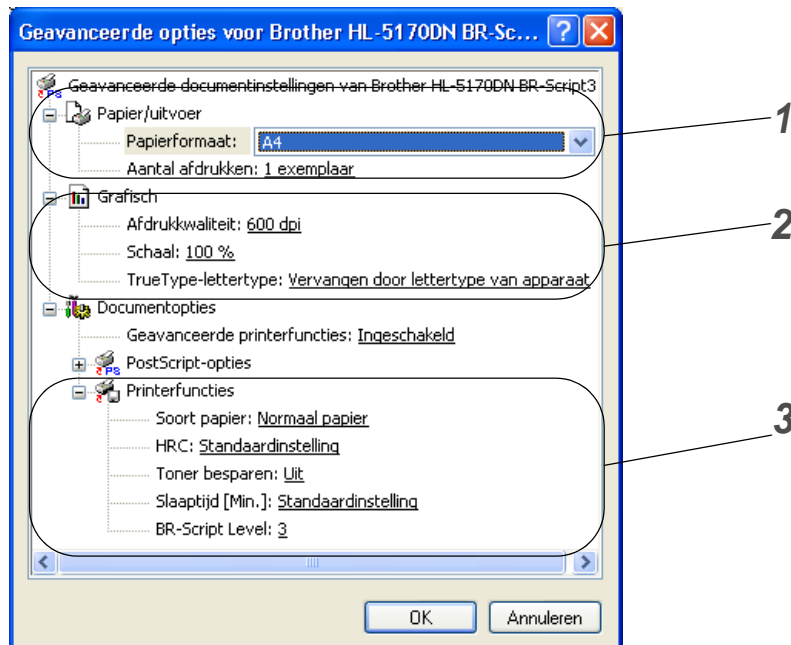 Geavanceerde opties voor Brother HL-5170DN BR-Sc...
Geavanceerde documentinstellingen van Brother HL-5170DN BR-Script3
Papier/uitvoer
1
Papierformaat: A4
Aantal afdrukken: 1 exemplaar
Grafisch
Afdrukkwaliteit: 600 dpi
2
Schaal: 100 %
TrueType-lettertype: Vervangen door lettertype van apparaat
Documentopties
Geavanceerde printerfuncties: Ingeschakeld
PS PostScript-opties
Printerfuncties
Soort papier: Normaal papier
3
HRC: Standaardinstelling
Toner besparen: Uit
Slaaptijd [Min.]: Standaardinstelling
BR-Script Level: 3
OK Annuleren